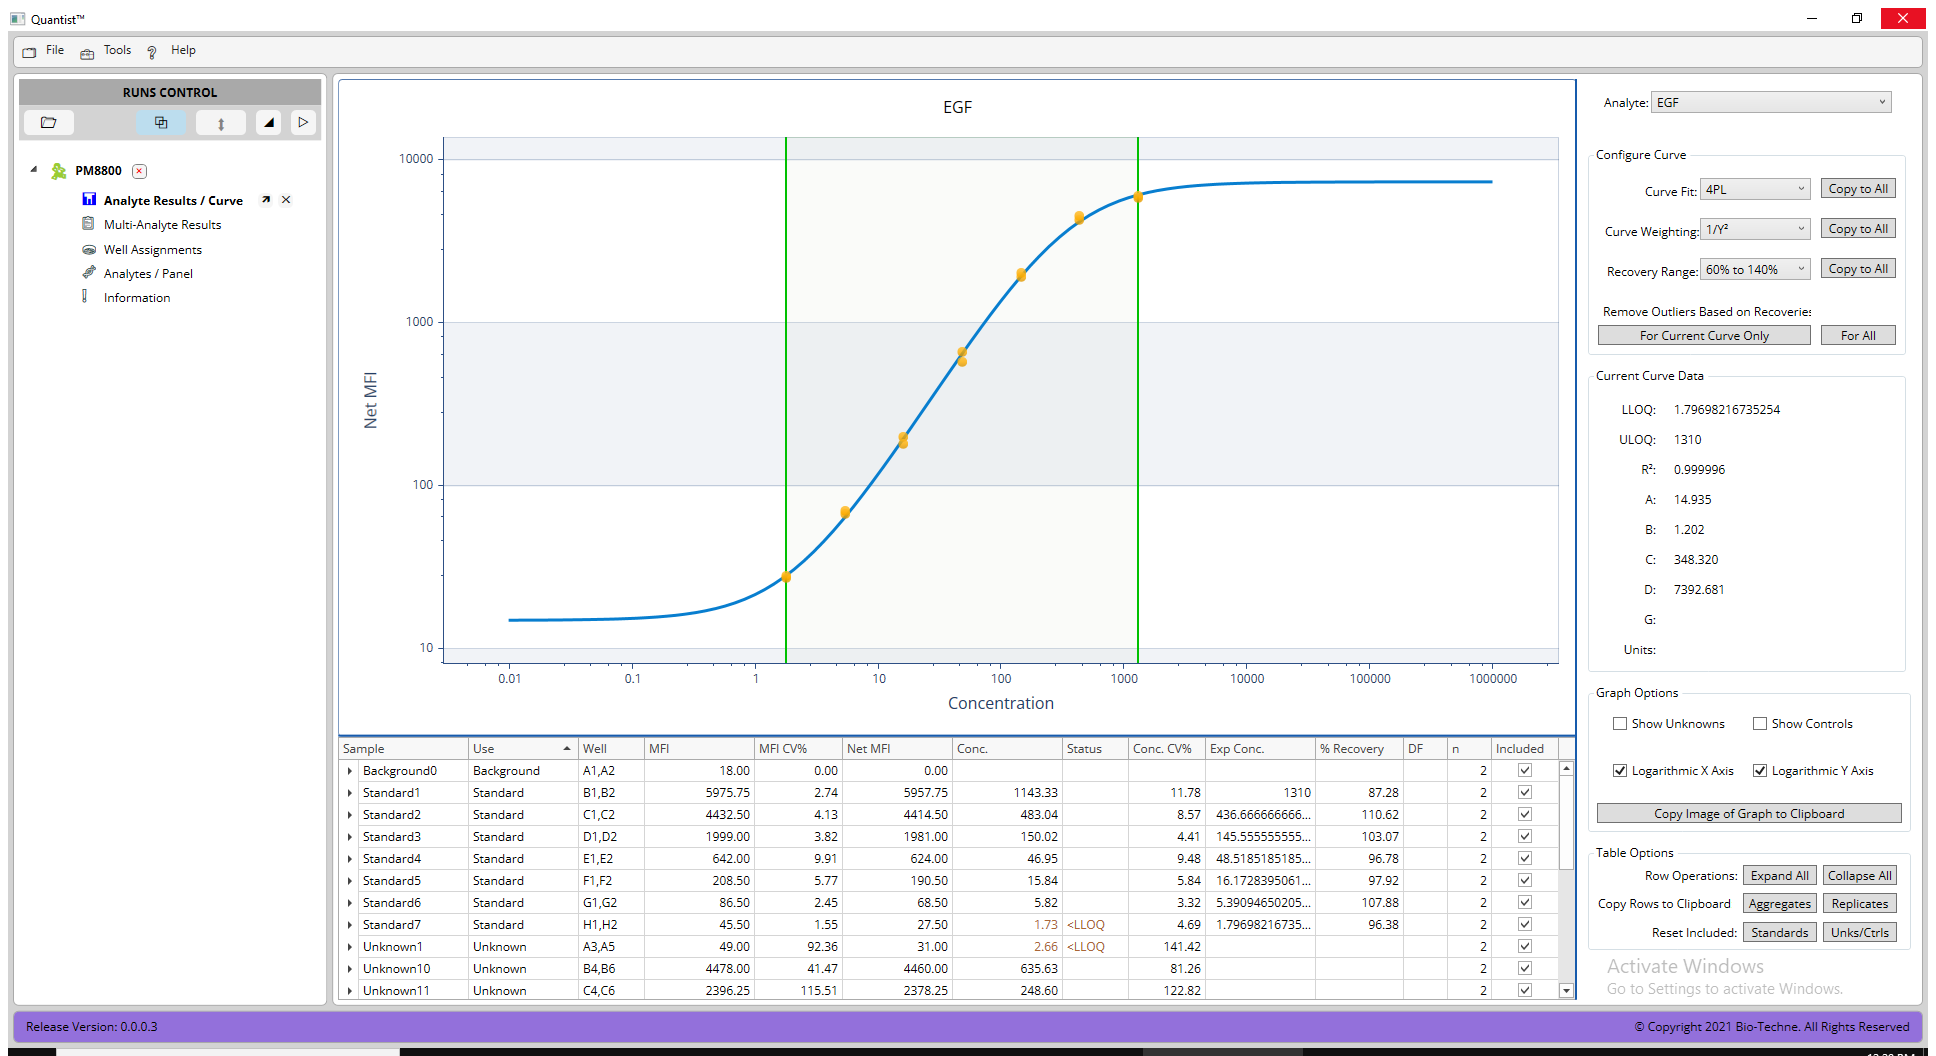 Quantist™
File Tools ? Help
RUNS CONTROL
PM8800
Analyte Results / Curve
Multi-Analyte Results
Well Assignments
Analytes / Panel
Information
EGF
Net MFI
10000
1000
100
10
0.01 0.1 1 10 100 1000 10000 100000 1000000
Concentration
Sample Use Well MFI MFI CV% Net MFI Conc. Status Conc. CV% Exp Conc. % Recovery DF n Included
Background0 Background A1,A2 18.00 0.00 0.00 2
Standard1 Standard B1,B2 5975.75 2.74 5957.75 1143.33 11.78 1310 87.28 2
Standard2 Standard C1,C2 4432.50 4.13 4414.50 483.04 8.57 436.666666666... 110.62 2
Standard3 Standard D1,D2 1999.00 3.82 1981.00 150.02 4.41 145.555555555... 103.07 2
Standard4 Standard E1,E2 642.00 9.91 624.00 46.95 9.48 48.5185185185... 96.78 2
Standard5 Standard F1,F2 208.50 5.77 190.50 15.84 5.84 16.1728395061... 97.92 2
Standard6 Standard G1,G2 86.50 2.45 68.50 5.82 3.32 5.39094650205... 107.88 2
Standard7 Standard H1,H2 45.50 1.55 27.50 1.73 <LLOQ 4.69 1.79698216735... 96.38 2
Unknown1 Unknown A3,A5 49.00 92.36 31.00 2.66 <LLOQ 141.42 2
Unknown10 Unknown B4,B6 4478.00 41.47 4460.00 635.63 81.26 2
Unknown11 Unknown C4,C6 2396.25 115.51 2378.25 248.60 122.82 2
Analyte: EGF
Configure Curve
Curve Fit: 4PL Copy to All
Curve Weighting: 1/Y² Copy to All
Recovery Range: 60% to 140% Copy to All
Remove Outliers Based on Recoveries
For Current Curve Only For All
Current Curve Data
LLOQ: 1.79698216735254
ULOQ: 1310
R²: 0.999996
A: 14.935
B: 1.202
C: 348.320
D: 7392.681
G:
Units:
Graph Options
Show Unknowns Show Controls
Logarithmic X Axis Logarithmic Y Axis
Copy Image of Graph to Clipboard
Table Options
Row Operations: Expand All Collapse All
Copy Rows to Clipboard Aggregates Replicates
Reset Included: Standards Unks/Ctrls
Activate Windows
Go to Settings to activate Windows.
Release Version: 0.0.0.3
© Copyright 2021 Bio-Techne. All Rights Reserved